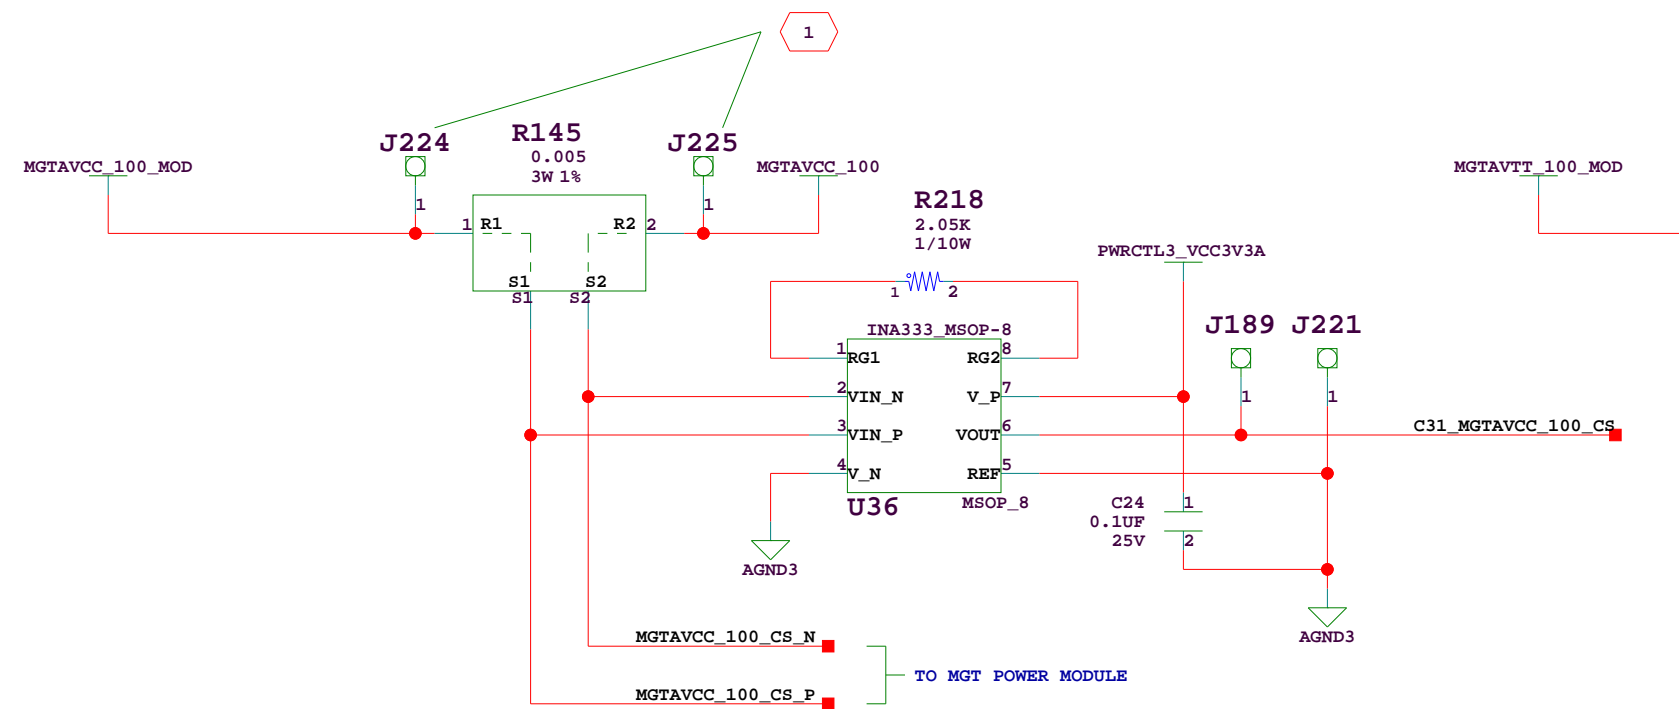 1
J224
R145
0.005
3W 1%
J225
MGTAVCC_100_MOD
MGTAVCC_100
MGTAVTT_100_MOD
1
1
1
R1
R2
2
S1
S2
S1
S2
R218
2.05K
1/10W
1
2
PWRCTL3_VCC3V3A
INA333_MSOP-8
J189
J221
1
RG1
RG2
8
2
VIN_N
V_P
7
1
1
3
VIN_P
VOUT
6
C31_MGTAVCC_100_CS
4
V_N
REF
5
U36
MSOP_8
C24
0.1UF
25V
1
2
AGND3
AGND3
MGTAVCC_100_CS_N
TO MGT POWER MODULE
MGTAVCC_100_CS_P